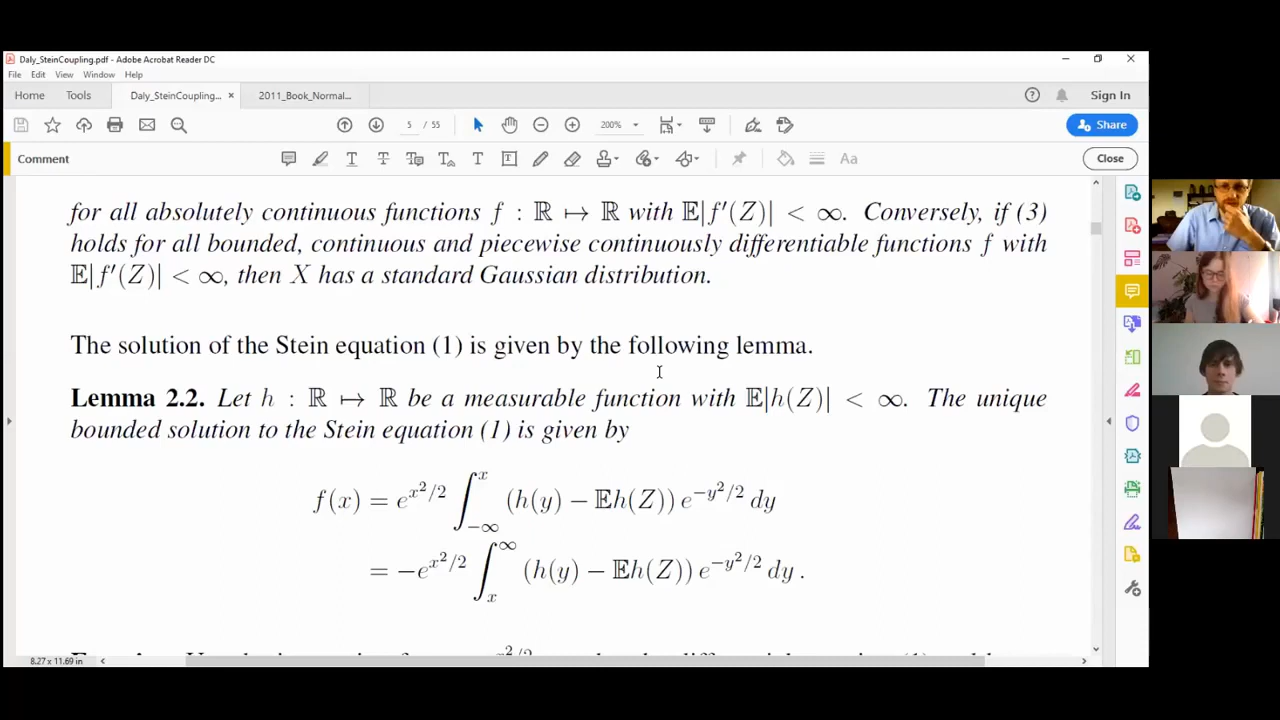 Daly_SteinCoupling.pdf - Adobe Acrobat Reader DC
File Edit View Window Help
Home Tools Daly_SteinCoupling... × 2011_Book_Normal... Sign In
5 / 55 200% Share
Comment Aa Close
for all absolutely continuous functions f : ℝ ↦ ℝ with 𝔼|f′(Z)| < ∞. Conversely, if (3)
holds for all bounded, continuous and piecewise continuously differentiable functions f with
𝔼|f′(Z)| < ∞, then X has a standard Gaussian distribution.
The solution of the Stein equation (1) is given by the following lemma.
Lemma 2.2. Let h : ℝ ↦ ℝ be a measurable function with 𝔼|h(Z)| < ∞. The unique
bounded solution to the Stein equation (1) is given by
f(x) = e^{x²/2} ∫_{−∞}^{x} (h(y) − 𝔼h(Z)) e^{−y²/2} dy
= −e^{x²/2} ∫_{x}^{∞} (h(y) − 𝔼h(Z)) e^{−y²/2} dy .
8.27 x 11.69 in